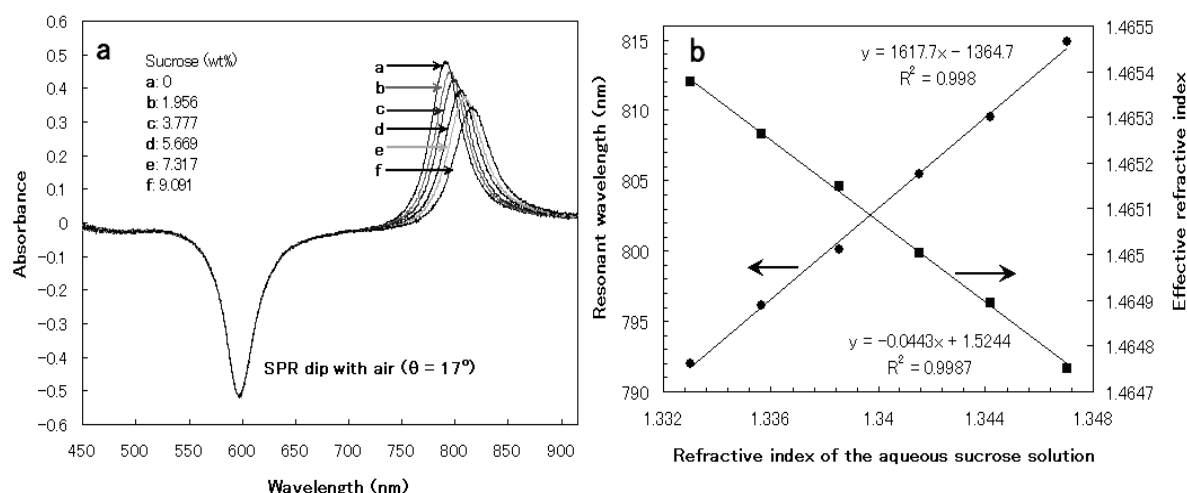 a
Sucrose (wt%)
a: 0
b: 1.956
c: 3.777
d: 5.669
e: 7.317
f: 9.091
a
b
c
d
e
f
SPR dip with air (θ = 17°)
0.6
0.5
0.4
0.3
0.2
0.1
0
−0.1
−0.2
−0.3
−0.4
−0.5
−0.6
Absorbance
450 500 550 600 650 700 750 800 850 900
Wavelength (nm)
b
y = 1617.7x − 1364.7
R² = 0.998
y = −0.0443x + 1.5244
R² = 0.9987
815
810
805
800
795
790
Resonant wavelength (nm)
1.4655
1.4654
1.4653
1.4652
1.4651
1.465
1.4649
1.4648
1.4647
Effective refractive index
1.332 1.336 1.34 1.344 1.348
Refractive index of the aqueous sucrose solution